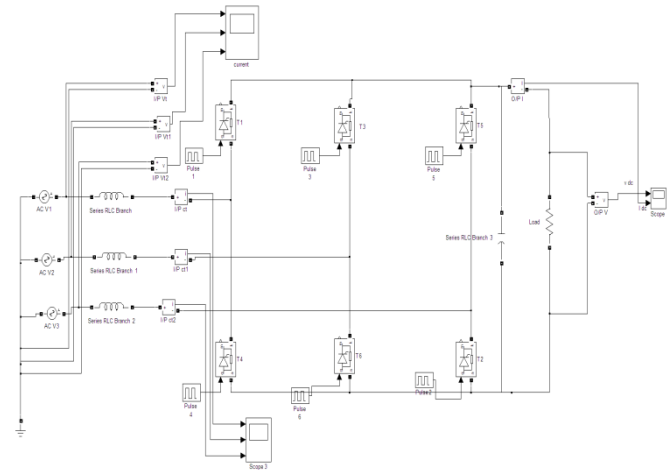 current
I/P Vt
I/P Vt1
I/P Vt2
T1
T3
T5
Pulse
1
Pulse
3
Pulse
5
O/P I
AC V1
Series RLC Branch
I/P ct
AC V2
Series RLC Branch 1
I/P ct1
AC V3
Series RLC Branch 2
I/P ct2
Series RLC Branch 3
Load
v dc
I dc
O/P V
Scope
T4
T6
T2
Pulse
4
Pulse
6
Pulse2
Scope 3